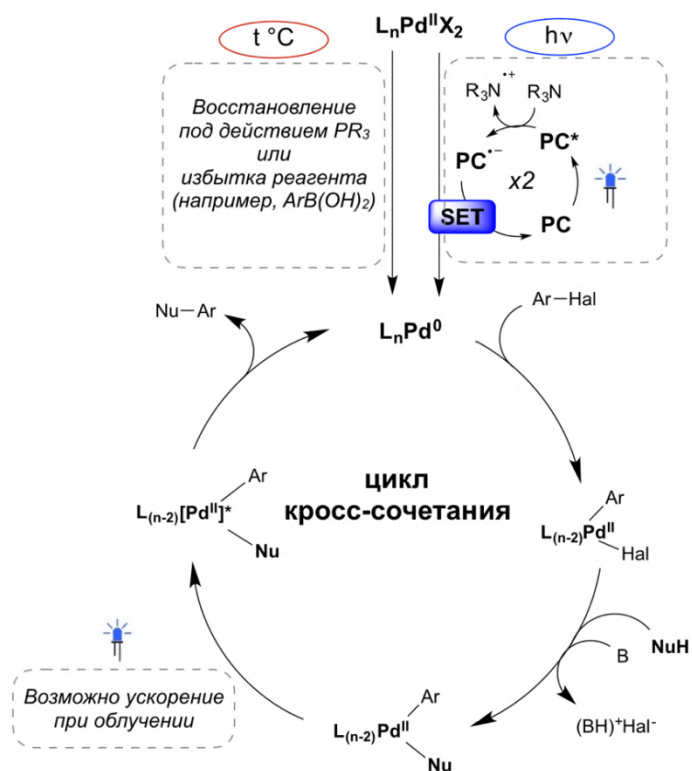 t °C
LₙPdᴵᴵX₂
hν
Восстановление
под действием PR₃
или
избытка реагента
(например, ArB(OH)₂)
R₃N•⁺ R₃N
PC•⁻
PC*
x2
SET
PC
Nu–Ar
LₙPd⁰
Ar–Hal
цикл
кросс-сочетания
L₍ₙ₋₂₎[Pdᴵᴵ]*
Ar
Nu
Ar
L₍ₙ₋₂₎Pdᴵᴵ
Hal
NuH
B
(BH)⁺Hal⁻
Возможно ускорение
при облучении
Ar
L₍ₙ₋₂₎Pdᴵᴵ
Nu